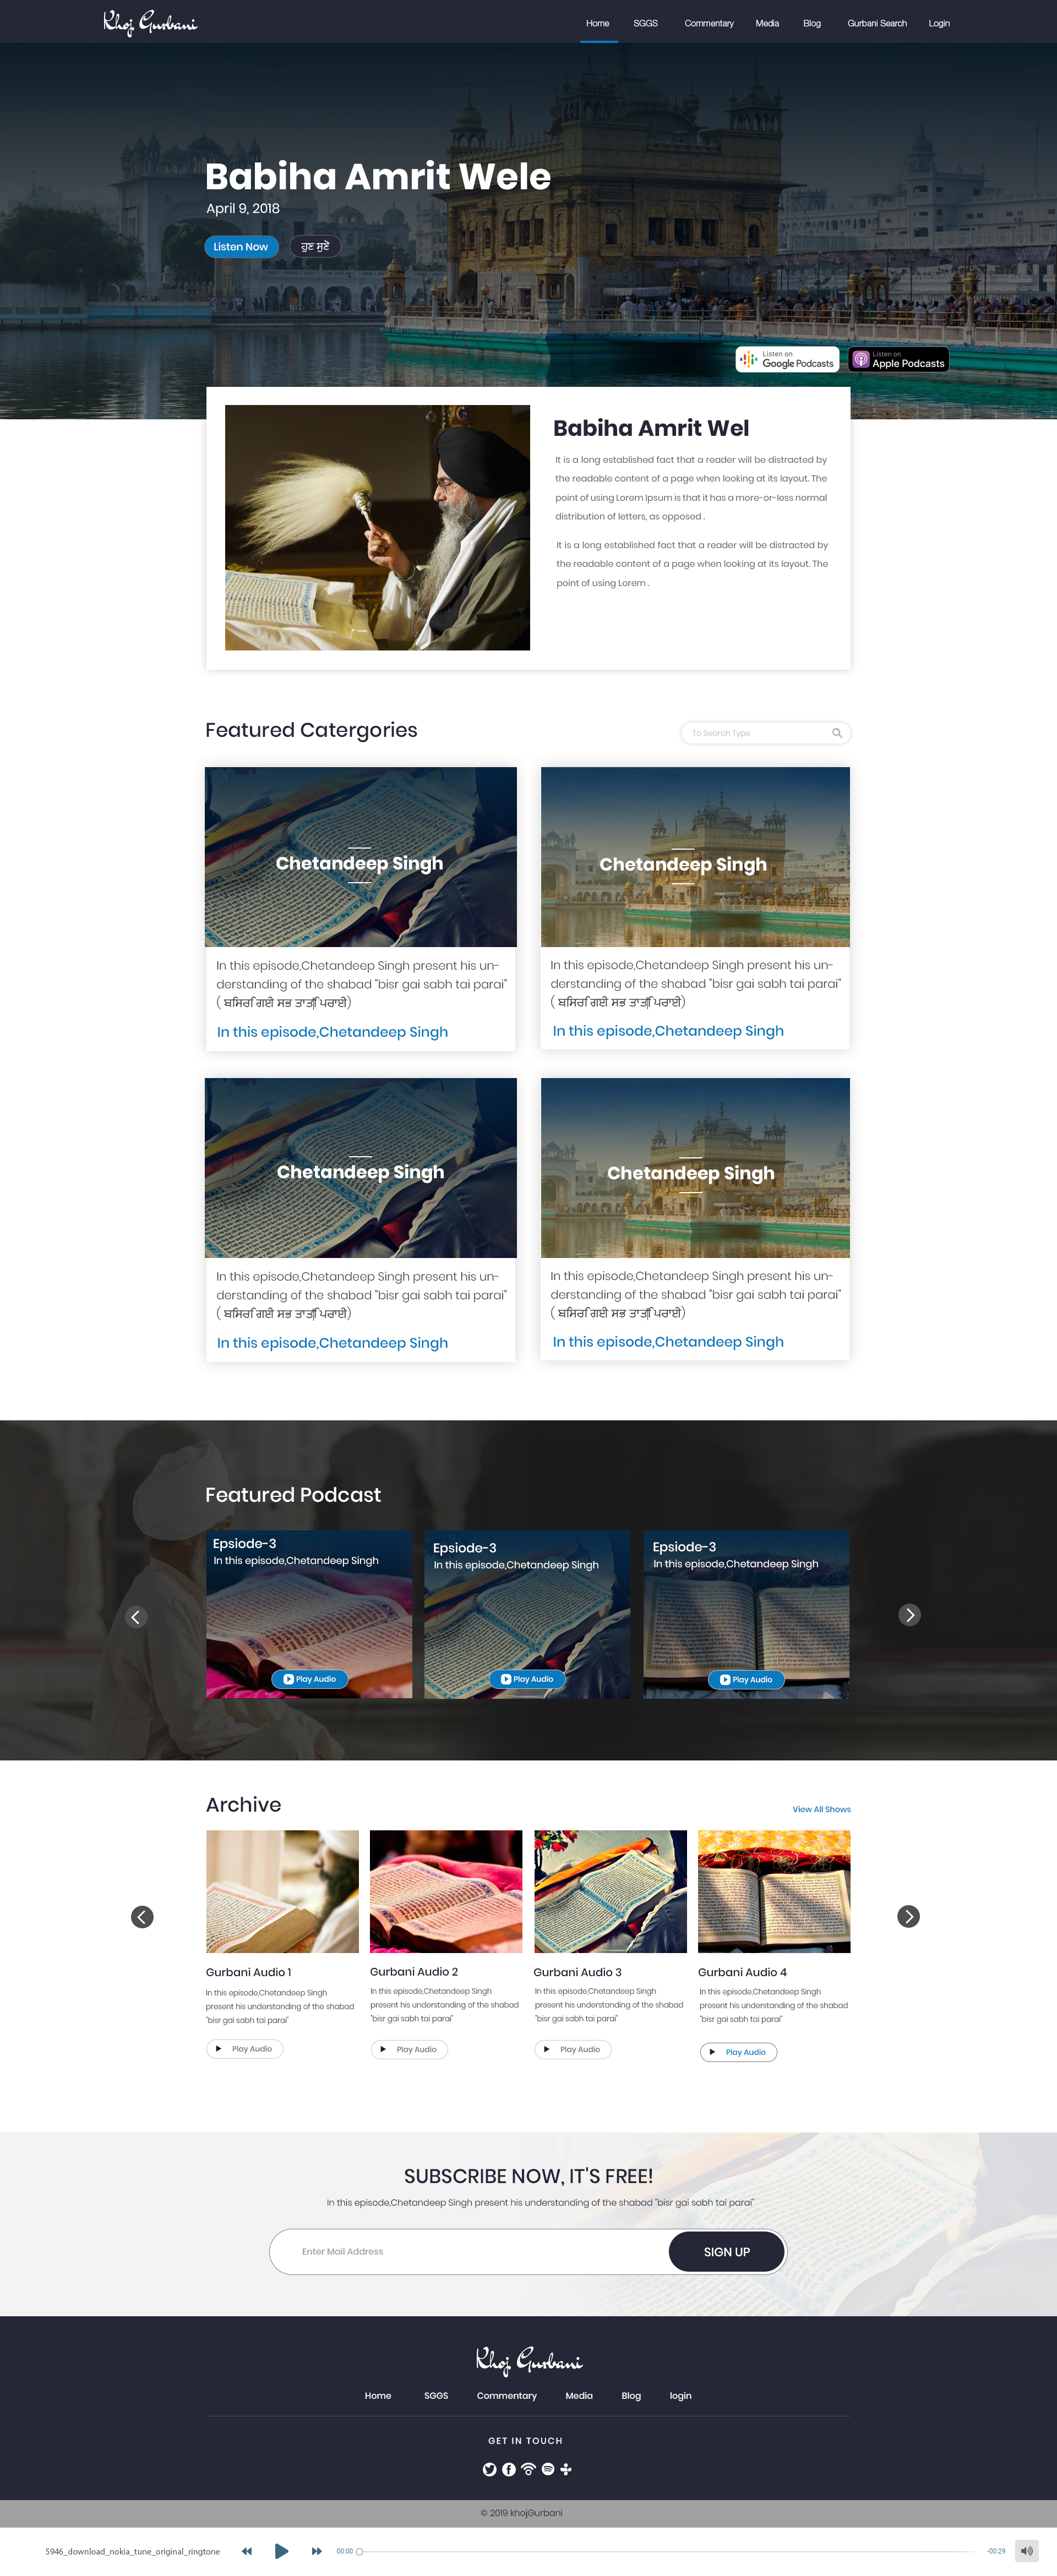 Khoj Gurbani
Home SGGS Commentary Media Blog Gurbani Search Login
Babiha Amrit Wele
April 9, 2018
Listen Now ਹੁਣ ਸੁਣੋ
Listen on Google Podcasts
Listen on Apple Podcasts
Babiha Amrit Wel
It is a long established fact that a reader will be distracted by
the readable content of a page when looking at its layout. The
point of using Lorem Ipsum is that it has a more-or-less normal
distribution of letters, as opposed .
It is a long established fact that a reader will be distracted by
the readable content of a page when looking at its layout. The
point of using Lorem .
Featured Catergories
To Search Type
Chetandeep Singh
In this episode,Chetandeep Singh present his un-
derstanding of the shabad "bisr gai sabh tai parai"
( ਬਿਸਰਿ ਗਈ ਸਭ ਤਾਤਿ ਪਰਾਈ)
In this episode,Chetandeep Singh
Chetandeep Singh
In this episode,Chetandeep Singh present his un-
derstanding of the shabad "bisr gai sabh tai parai"
( ਬਿਸਰਿ ਗਈ ਸਭ ਤਾਤਿ ਪਰਾਈ)
In this episode,Chetandeep Singh
Chetandeep Singh
In this episode,Chetandeep Singh present his un-
derstanding of the shabad "bisr gai sabh tai parai"
( ਬਿਸਰਿ ਗਈ ਸਭ ਤਾਤਿ ਪਰਾਈ)
In this episode,Chetandeep Singh
Chetandeep Singh
In this episode,Chetandeep Singh present his un-
derstanding of the shabad "bisr gai sabh tai parai"
( ਬਿਸਰਿ ਗਈ ਸਭ ਤਾਤਿ ਪਰਾਈ)
In this episode,Chetandeep Singh
Featured Podcast
Epsiode-3
In this episode,Chetandeep Singh
Play Audio
Epsiode-3
In this episode,Chetandeep Singh
Play Audio
Epsiode-3
In this episode,Chetandeep Singh
Play Audio
Archive
View All Shows
Gurbani Audio 1
In this episode,Chetandeep Singh
present his understanding of the shabad
"bisr gai sabh tai parai"
Play Audio
Gurbani Audio 2
In this episode,Chetandeep Singh
present his understanding of the shabad
"bisr gai sabh tai parai"
Play Audio
Gurbani Audio 3
In this episode,Chetandeep Singh
present his understanding of the shabad
"bisr gai sabh tai parai"
Play Audio
Gurbani Audio 4
In this episode,Chetandeep Singh
present his understanding of the shabad
"bisr gai sabh tai parai"
Play Audio
SUBSCRIBE NOW, IT'S FREE!
In this episode,Chetandeep Singh present his understanding of the shabad "bisr gai sabh tai parai"
Enter Mail Address
SIGN UP
Khoj Gurbani
Home SGGS Commentary Media Blog login
GET IN TOUCH
© 2019 khojGurbani
5946_download_nokia_tune_original_ringtone 00:00 -00:29